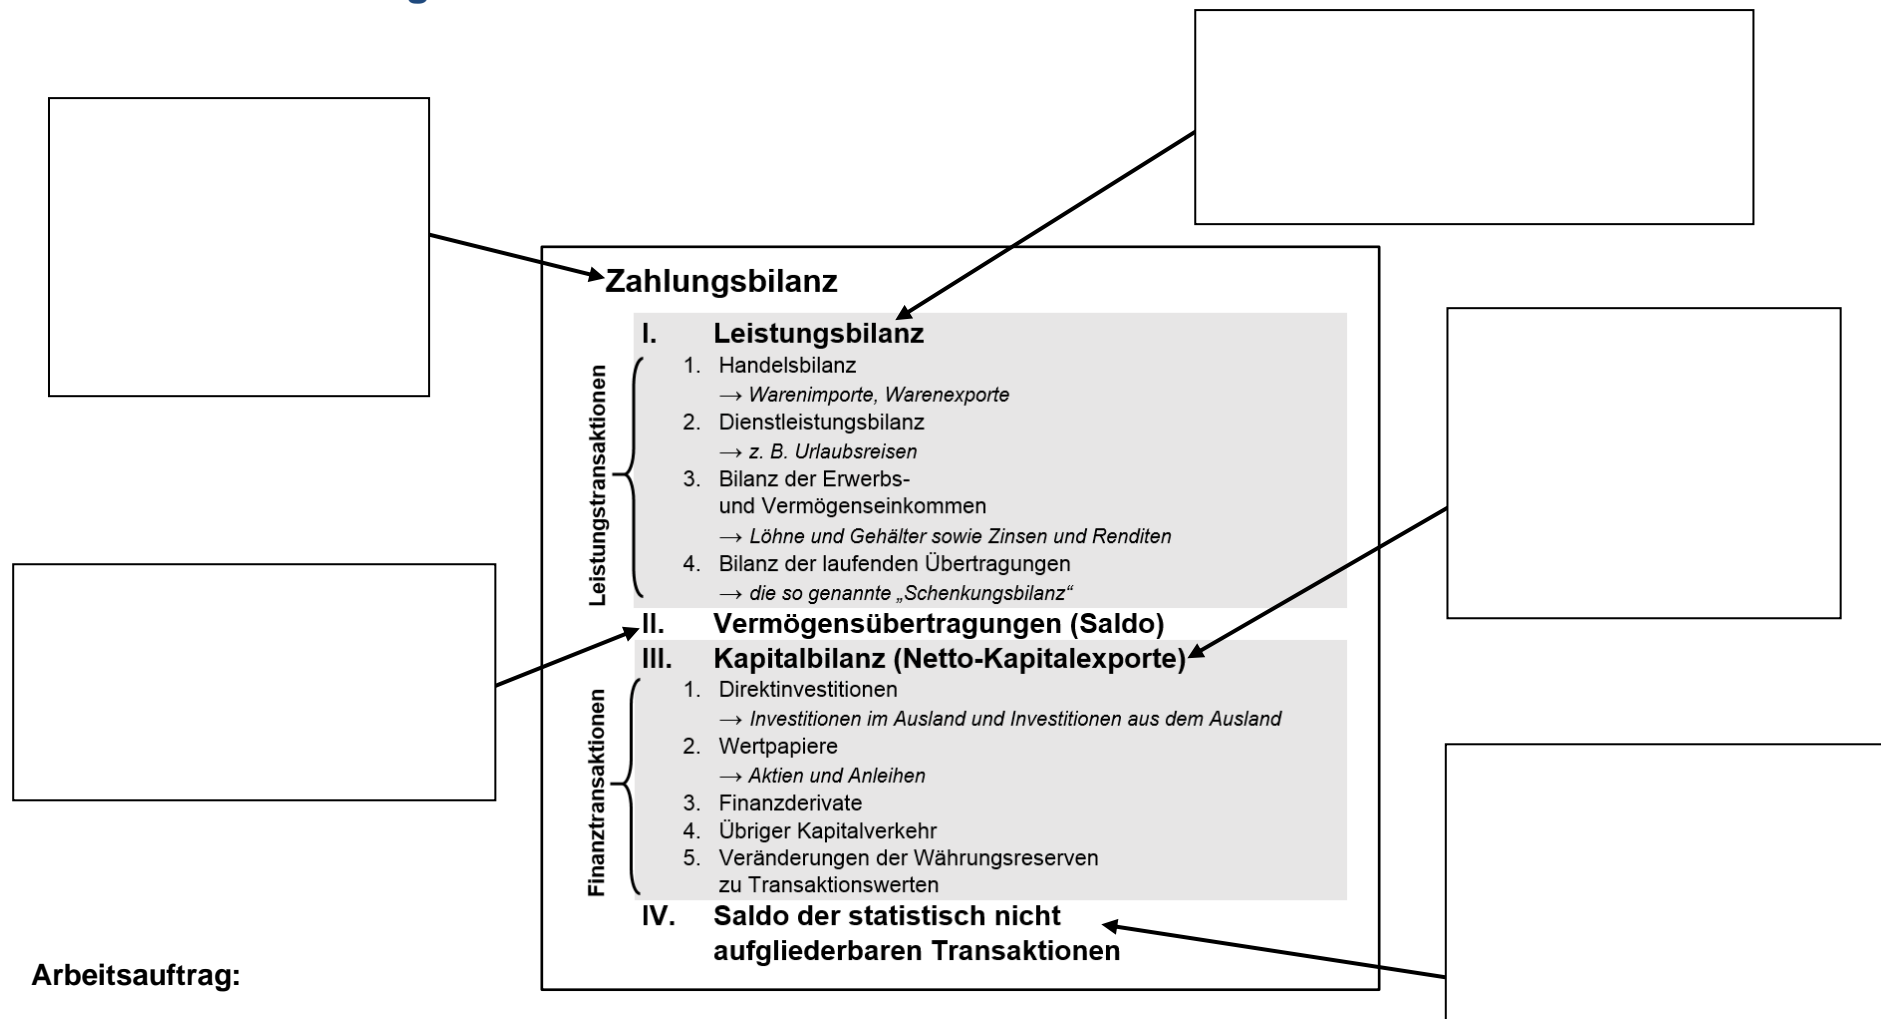 Zahlungsbilanz
I. Leistungsbilanz
Leistungstransaktionen
1. Handelsbilanz
→ Warenimporte, Warenexporte
2. Dienstleistungsbilanz
→ z. B. Urlaubsreisen
3. Bilanz der Erwerbs-
und Vermögenseinkommen
→ Löhne und Gehälter sowie Zinsen und Renditen
4. Bilanz der laufenden Übertragungen
→ die so genannte „Schenkungsbilanz“
II. Vermögensübertragungen (Saldo)
III. Kapitalbilanz (Netto-Kapitalexporte)
Finanztransaktionen
1. Direktinvestitionen
→ Investitionen im Ausland und Investitionen aus dem Ausland
2. Wertpapiere
→ Aktien und Anleihen
3. Finanzderivate
4. Übriger Kapitalverkehr
5. Veränderungen der Währungsreserven
zu Transaktionswerten
IV. Saldo der statistisch nicht
aufgliederbaren Transaktionen
Arbeitsauftrag: